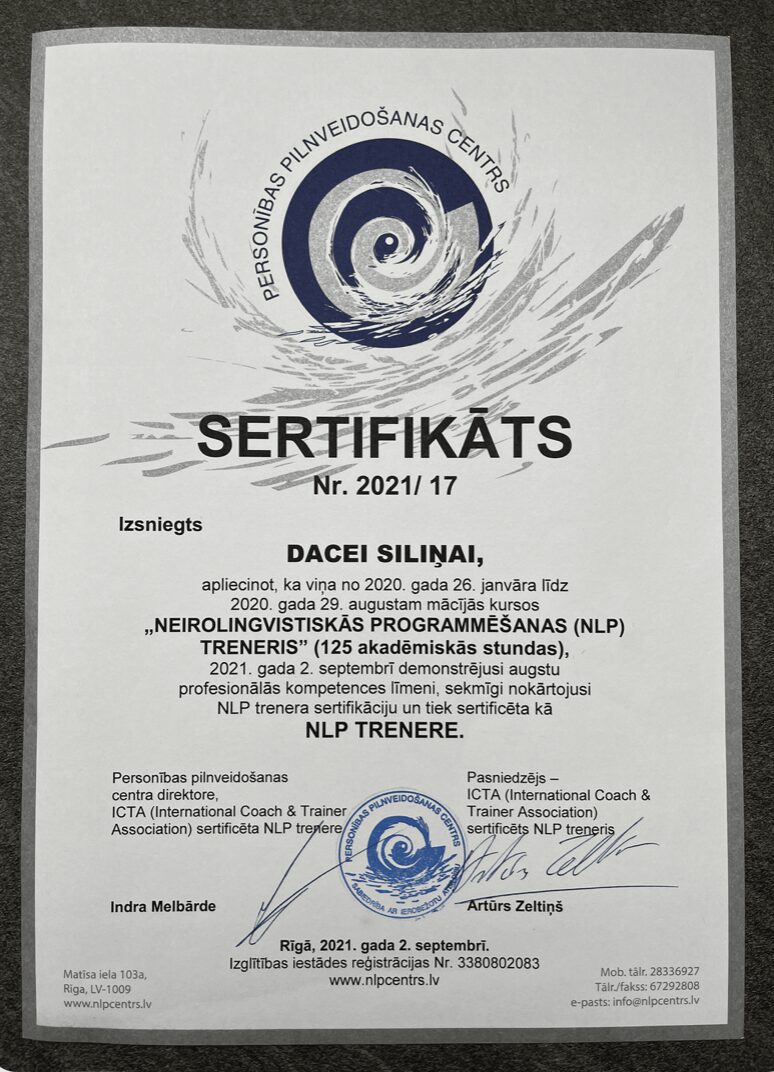 PERSONĪBAS PILNVEIDOŠANAS CENTRS
SERTIFIKĀTS
Nr. 2021/ 17
Izsniegts
DACEI SILIŅAI,
apliecinot, ka viņa no 2020. gada 26. janvāra līdz
2020. gada 29. augustam mācījās kursos
„NEIROLINGVISTISKĀS PROGRAMMĒŠANAS (NLP)
TRENERIS” (125 akadēmiskās stundas),
2021. gada 2. septembrī demonstrējusi augstu
profesionālās kompetences līmeni, sekmīgi nokārtojusi
NLP trenera sertifikāciju un tiek sertificēta kā
NLP TRENERE.
Personības pilnveidošanas
centra direktore,
ICTA (International Coach & Trainer
Association) sertificēta NLP trenere
Pasniedzējs –
ICTA (International Coach &
Trainer Association)
sertificēts NLP treneris
PERSONĪBAS PILNVEIDOŠANAS CENTRS
SABIEDRĪBA AR IEROBEŽOTU
Artūrs Zeltiņš
Indra Melbārde
Rīgā, 2021. gada 2. septembrī.
Izglītības iestādes reģistrācijas Nr. 3380802083
www.nlpcentrs.lv
Matīsa iela 103a,
Rīga, LV-1009
www.nlpcentrs.lv
Mob. tālr. 28336927
Tālr./fakss: 67292808
e-pasts: info@nlpcentrs.lv